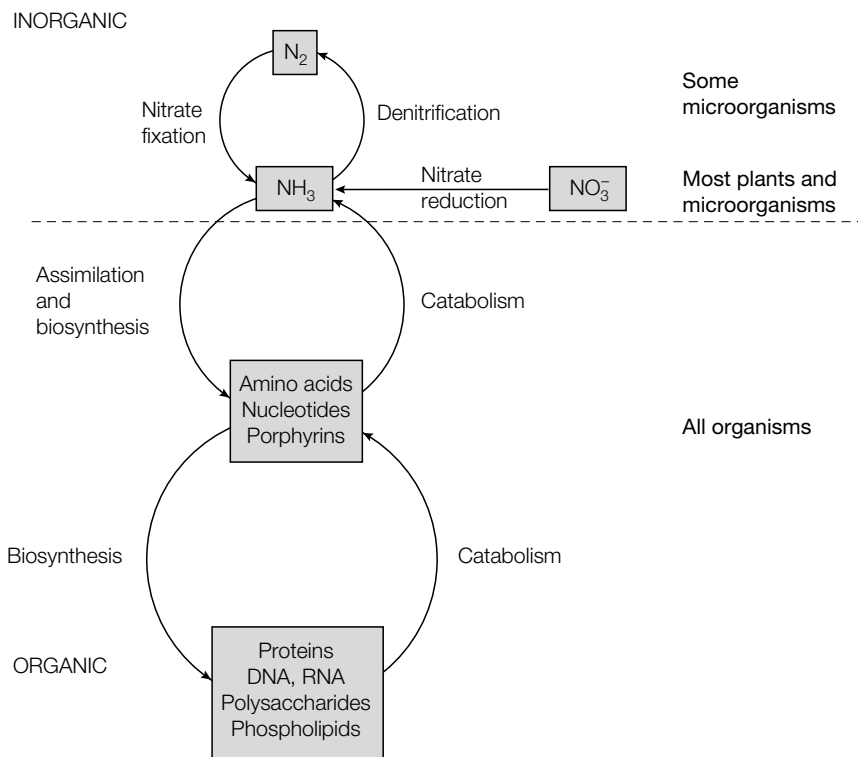 INORGANIC
N₂
Nitrate
fixation
Denitrification
Some
microorganisms
NH₃
Nitrate
reduction
NO₃⁻
Most plants and
microorganisms
Assimilation
and
biosynthesis
Catabolism
Amino acids
Nucleotides
Porphyrins
All organisms
Biosynthesis
Catabolism
ORGANIC
Proteins
DNA, RNA
Polysaccharides
Phospholipids